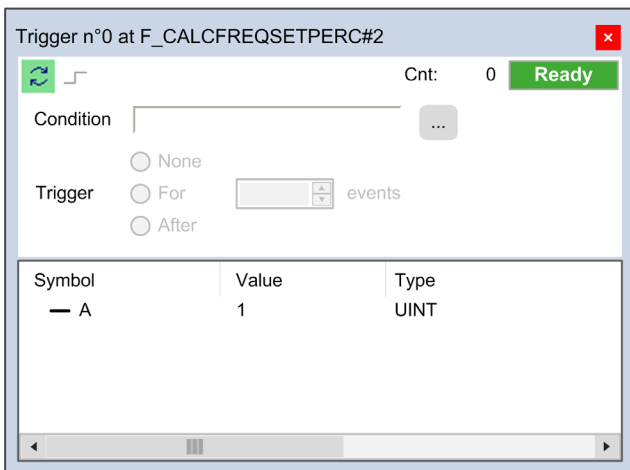 Trigger n°0 at F_CALCFREQSETPERC#2
Cnt: 0 Ready
Condition ...
None
Trigger For events
After
Symbol Value Type
A 1 UINT